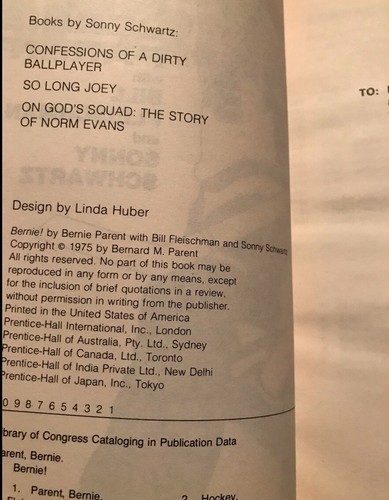 Books by Sonny Schwartz:
CONFESSIONS OF A DIRTY
BALLPLAYER
SO LONG JOEY
ON GOD'S SQUAD: THE STORY
OF NORM EVANS
Design by Linda Huber
Bernie! by Bernie Parent with Bill Fleischman and Sonny Schwartz
Copyright © 1975 by Bernard M. Parent
All rights reserved. No part of this book may be
reproduced in any form or by any means, except
for the inclusion of brief quotations in a review,
without permission in writing from the publisher.
Printed in the United States of America
Prentice-Hall International, Inc., London
Prentice-Hall of Australia, Pty. Ltd., Sydney
Prentice-Hall of Canada, Ltd., Toronto
Prentice-Hall of India Private Ltd., New Delhi
Prentice-Hall of Japan, Inc., Tokyo
0 9 8 7 6 5 4 3 2 1
brary of Congress Cataloging in Publication Data
arent, Bernie.
Bernie!
1. Parent, Bernie. 2. Hockey.
TO: